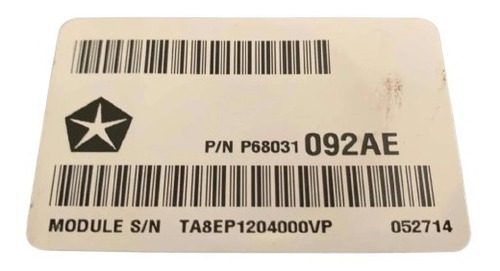 P/N P68031 092AE
MODULE S/N TA8EP1204000VP 052714